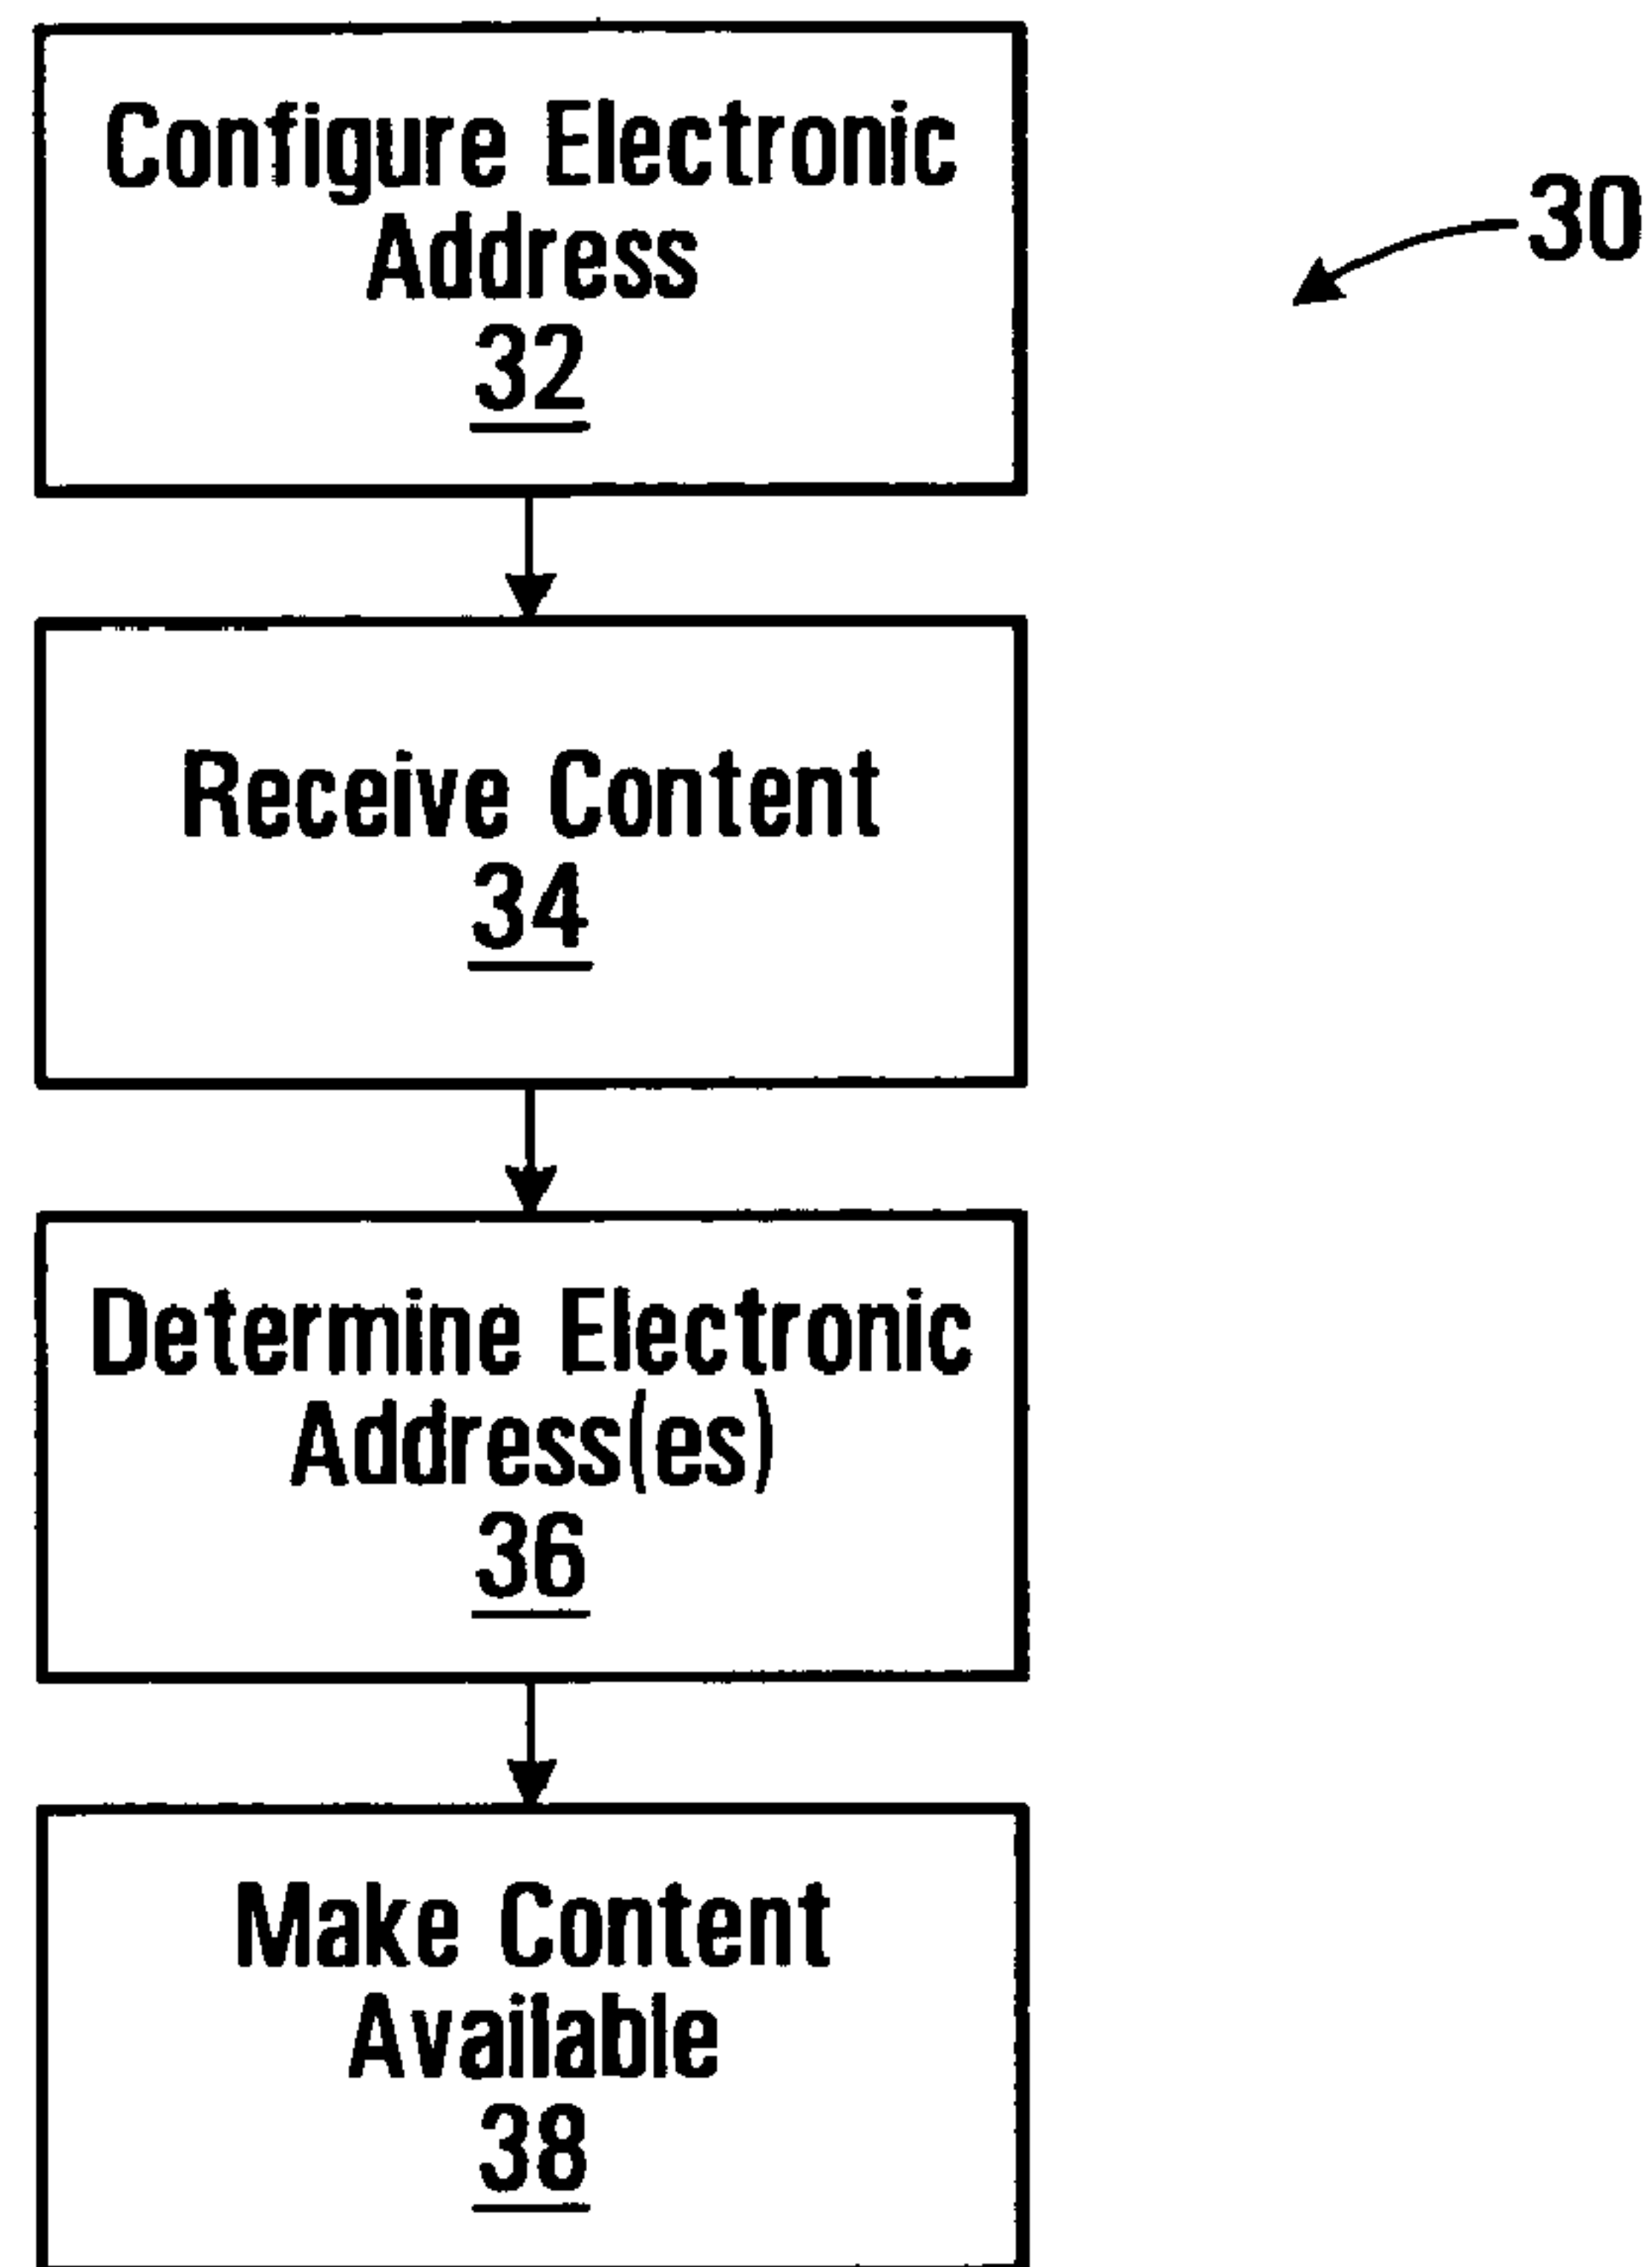 Configure Electronic
Address
32
30
Receive Content
34
Determine Electronic
Address(es)
36
Make Content
Available
38